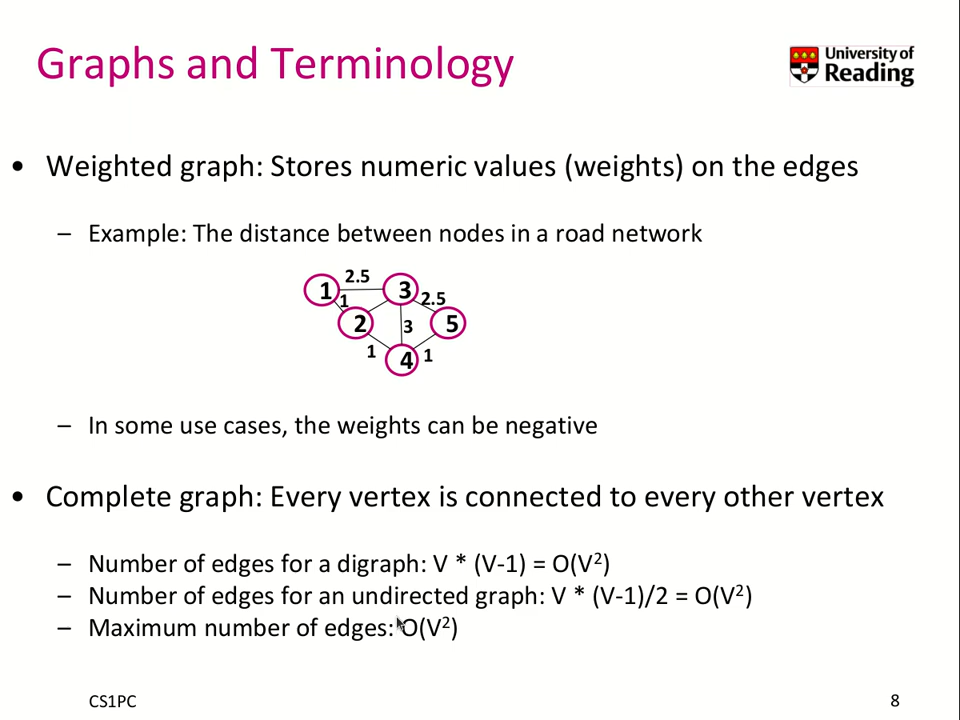 Graphs and Terminology
University of
Reading
• Weighted graph: Stores numeric values (weights) on the edges
– Example: The distance between nodes in a road network
2.5
1 3
1 2.5
2 5
3
1 1
4
– In some use cases, the weights can be negative
• Complete graph: Every vertex is connected to every other vertex
– Number of edges for a digraph: V * (V-1) = O(V²)
– Number of edges for an undirected graph: V * (V-1)/2 = O(V²)
– Maximum number of edges: O(V²)
CS1PC
8